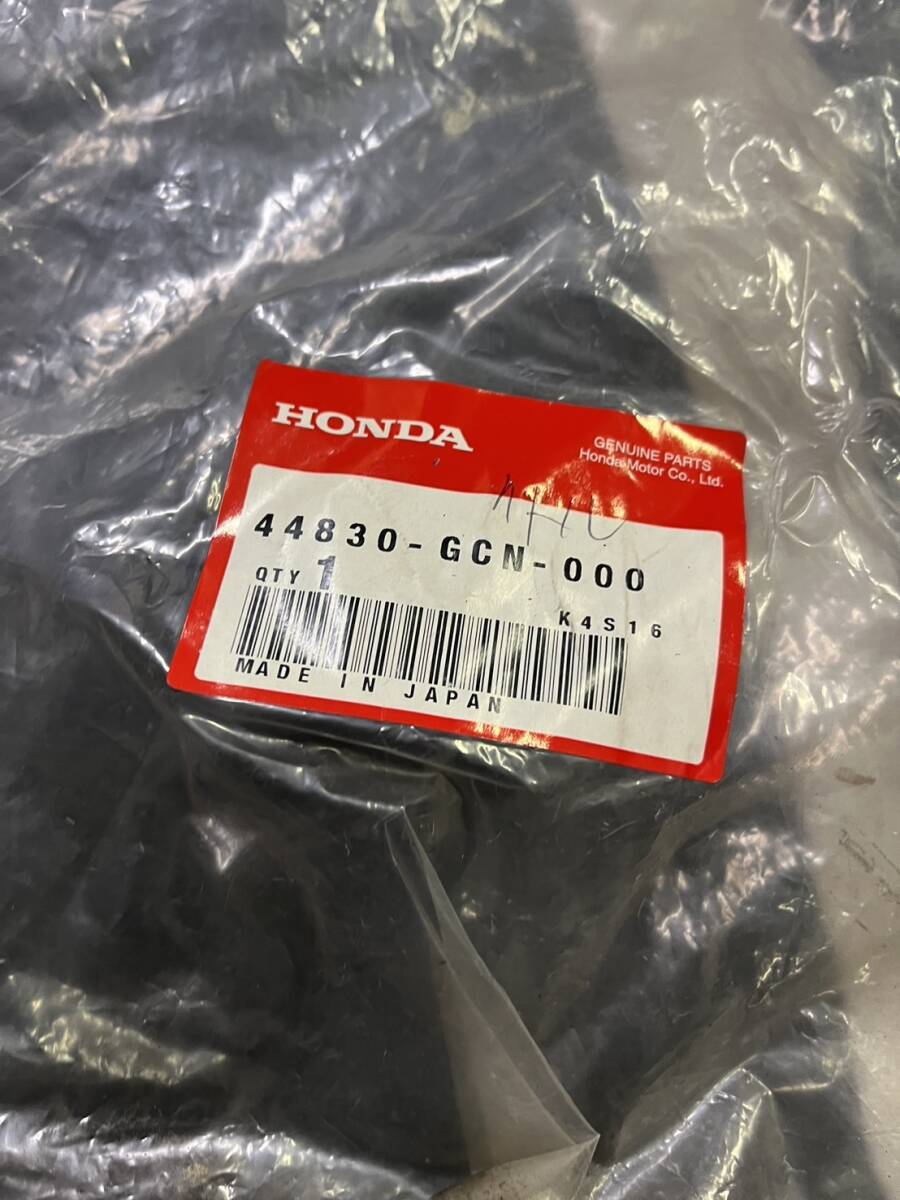 HONDA
GENUINE PARTS
Honda Motor Co., Ltd.
44830-GCN-000
QTY 1
K4S16
MADE IN JAPAN